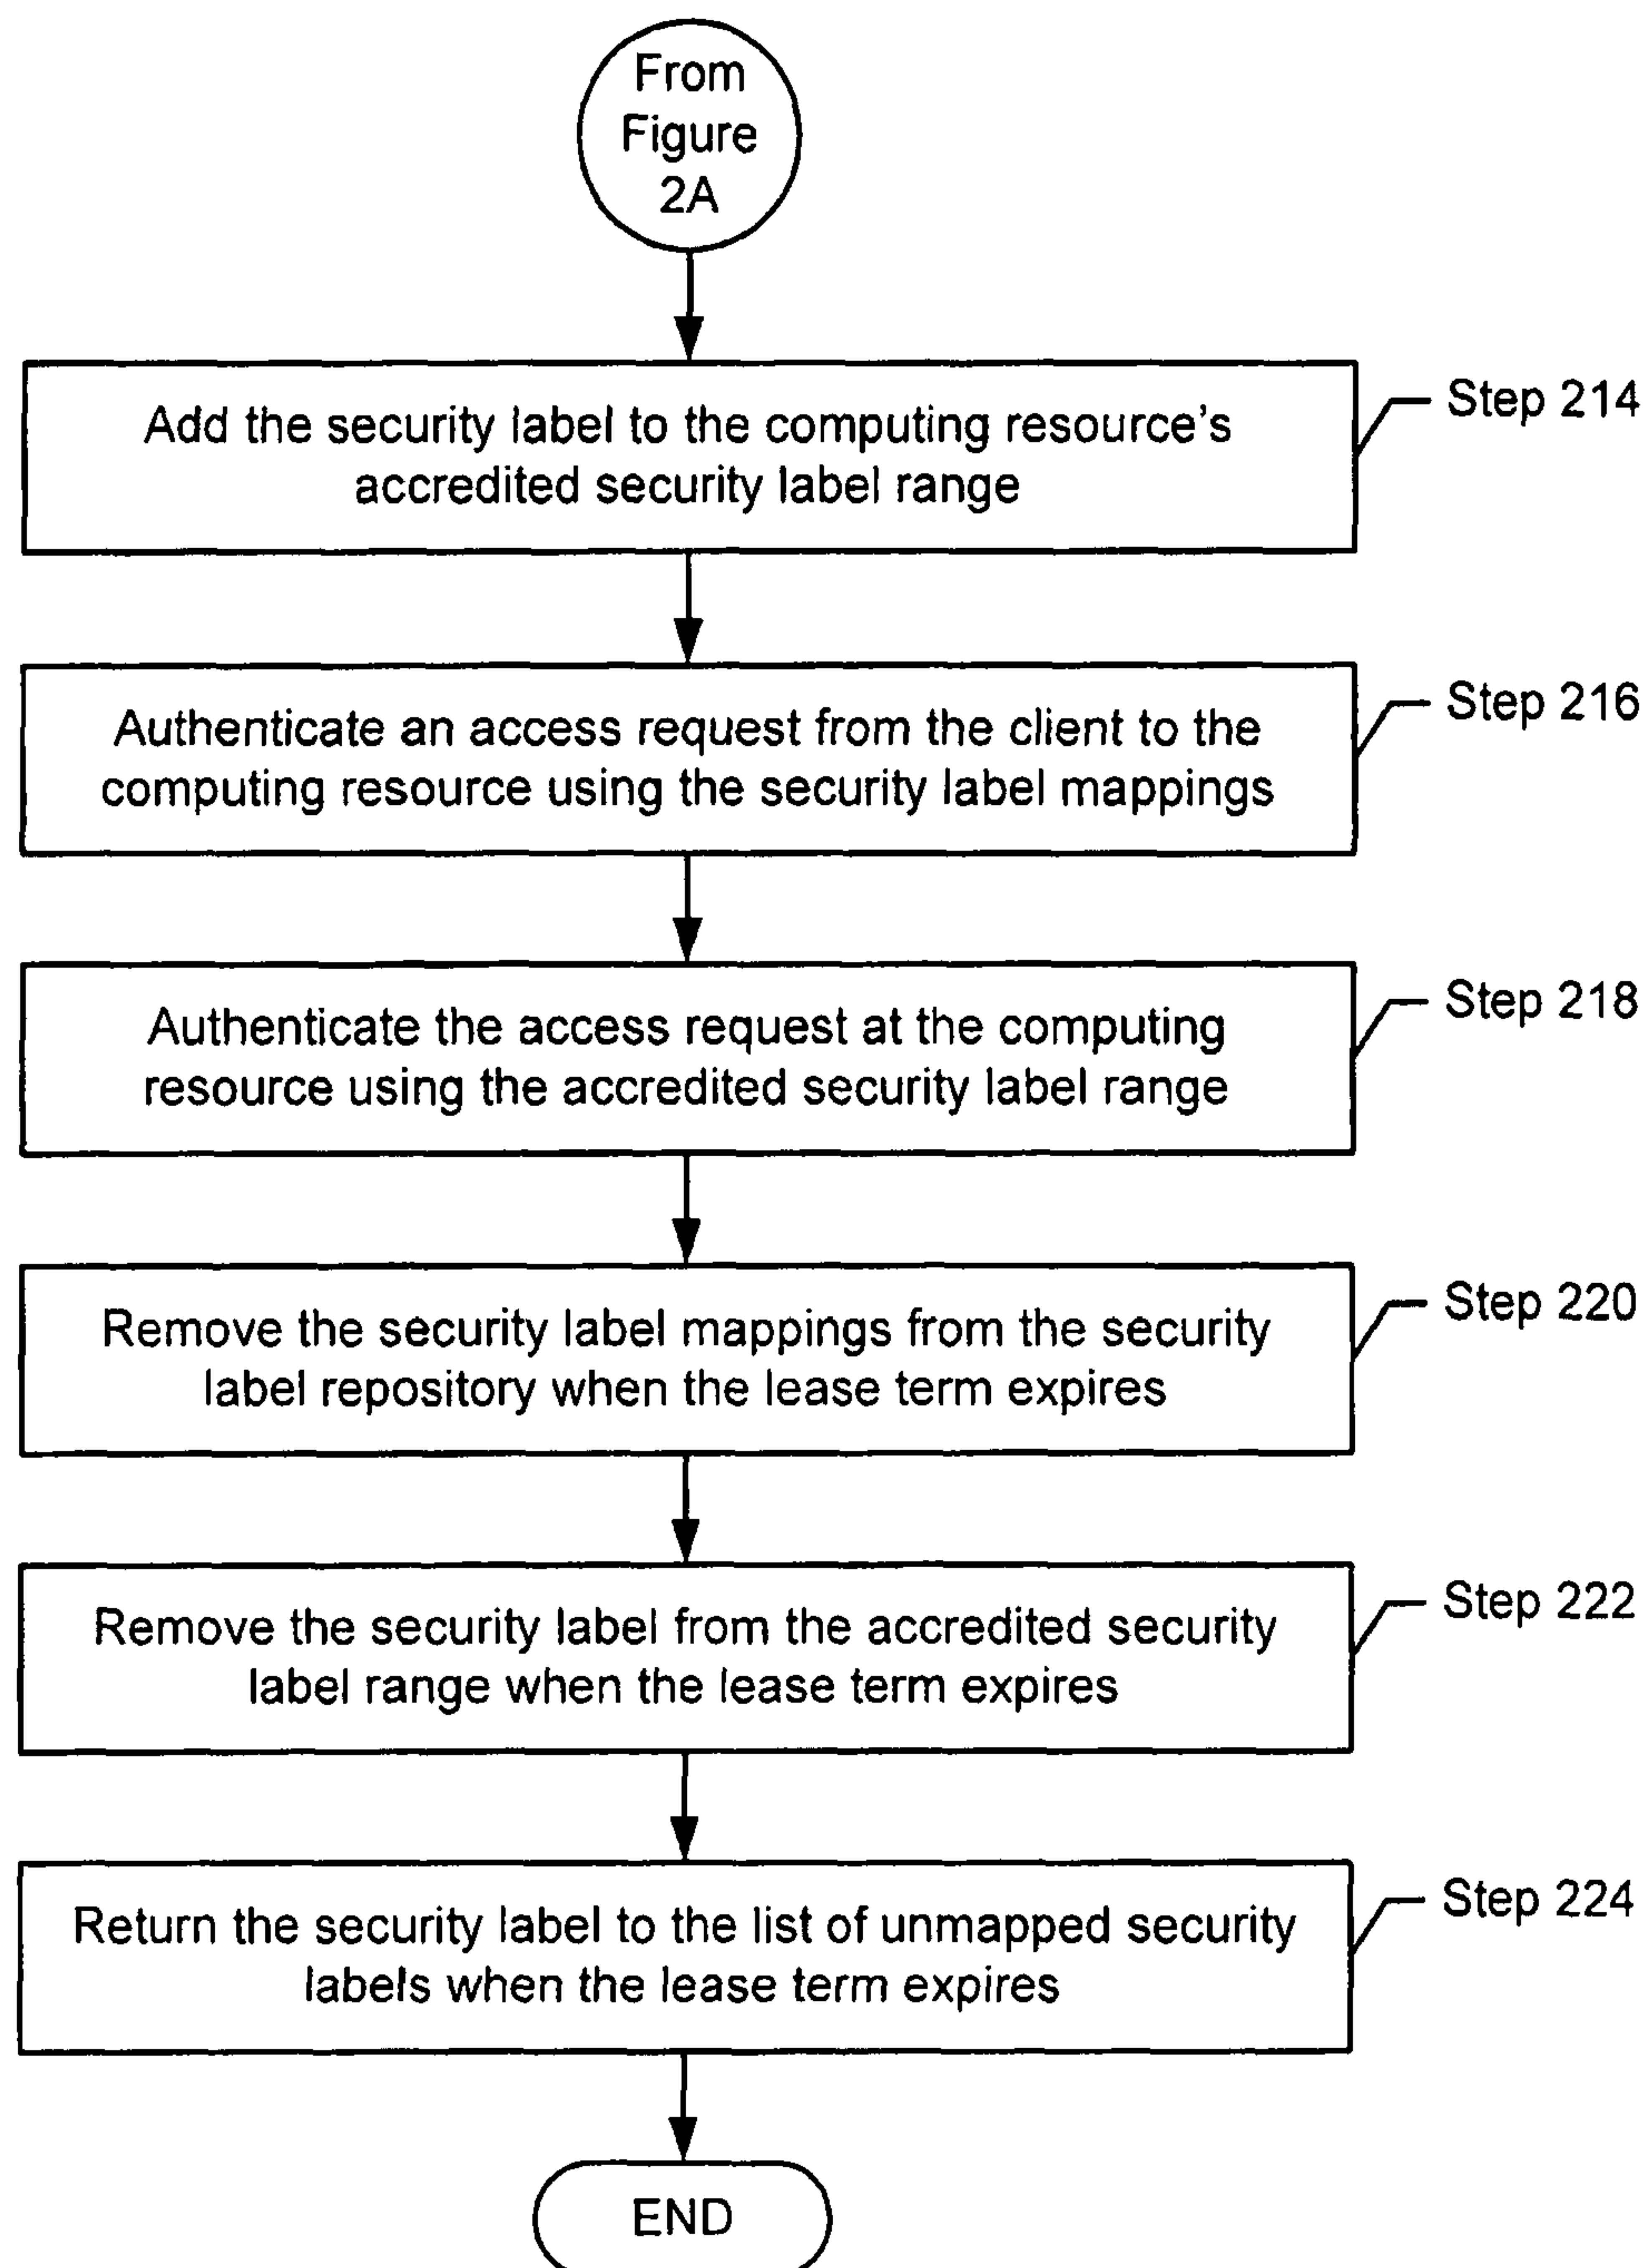 From
Figure
2A
Add the security label to the computing resource's
accredited security label range
Step 214
Authenticate an access request from the client to the
computing resource using the security label mappings
Step 216
Authenticate the access request at the computing
resource using the accredited security label range
Step 218
Remove the security label mappings from the security
label repository when the lease term expires
Step 220
Remove the security label from the accredited security
label range when the lease term expires
Step 222
Return the security label to the list of unmapped security
labels when the lease term expires
Step 224
END